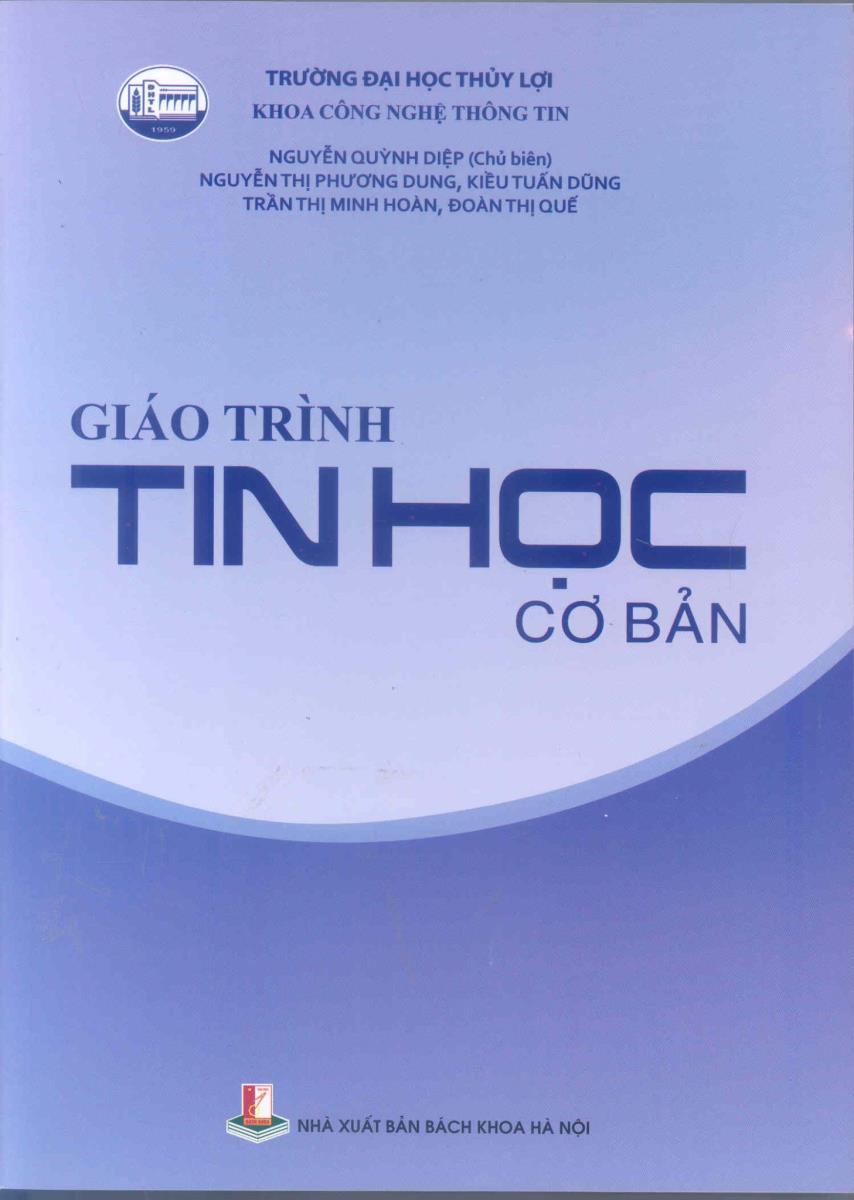 TRƯỜNG ĐẠI HỌC THỦY LỢI
KHOA CÔNG NGHỆ THÔNG TIN
ĐHTL
1959
NGUYỄN QUỲNH DIỆP (Chủ biên)
NGUYỄN THỊ PHƯƠNG DUNG, KIỀU TUẤN DŨNG
TRẦN THỊ MINH HOÀN, ĐOÀN THỊ QUẾ
GIÁO TRÌNH
TIN HỌC
CƠ BẢN
NHÀ XUẤT BẢN BÁCH KHOA HÀ NỘI